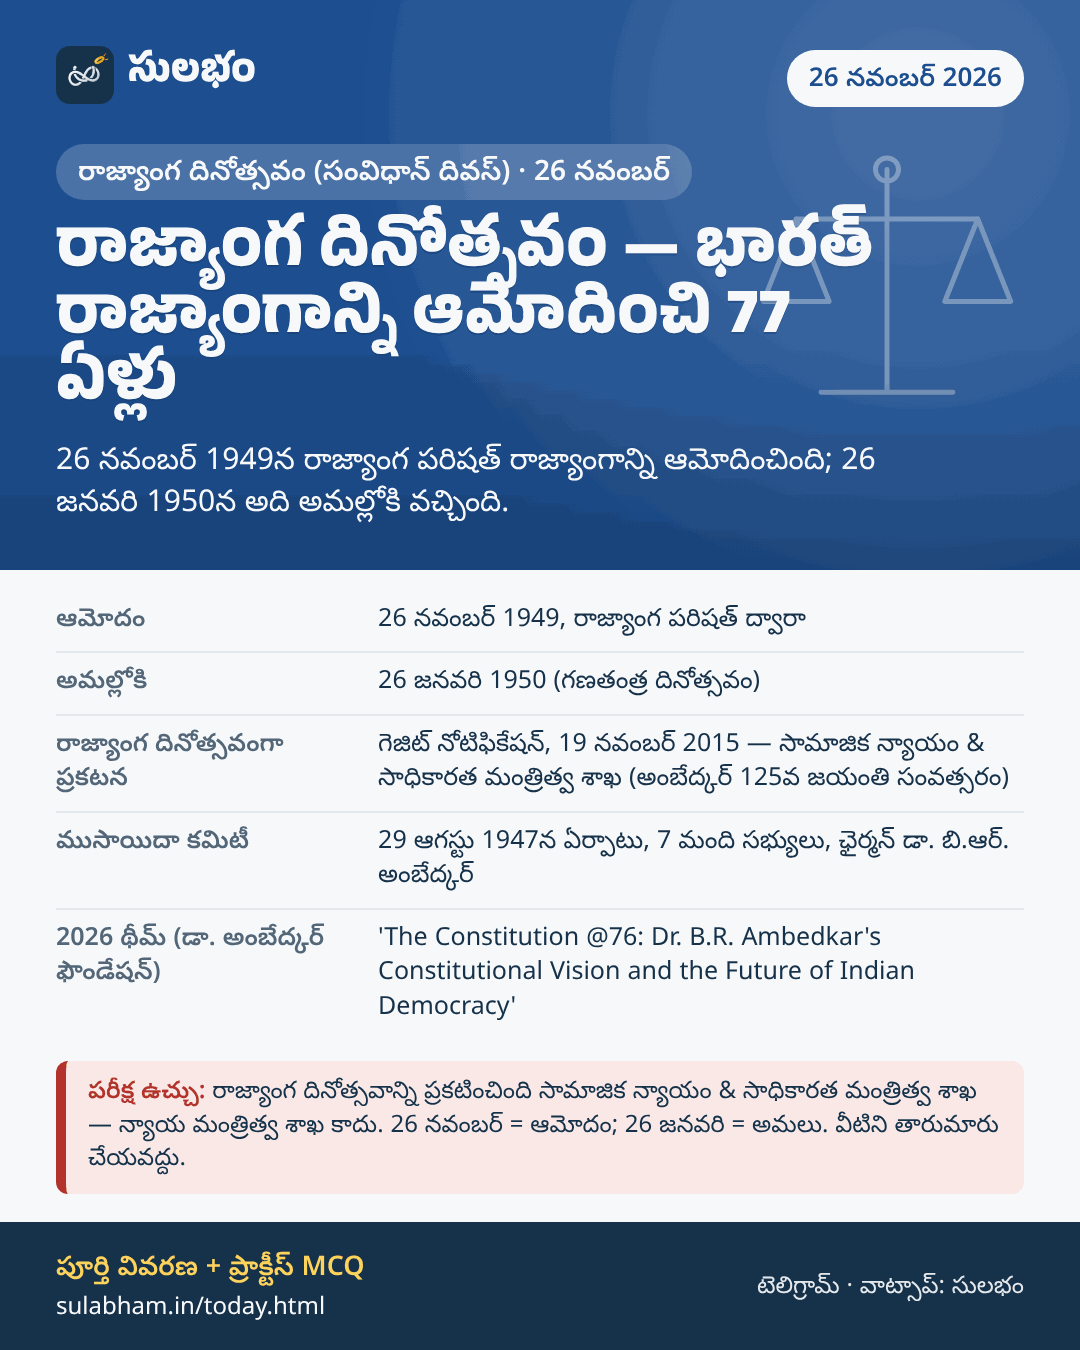 సులభం
26 నవంబర్ 2026
రాజ్యాంగ దినోత్సవం (సంవిధాన్ దివస్) · 26 నవంబర్
రాజ్యాంగ దినోత్సవం — భారత్
రాజ్యాంగాన్ని ఆమోదించి 77
ఏళ్లు
26 నవంబర్ 1949న రాజ్యాంగ పరిషత్ రాజ్యాంగాన్ని ఆమోదించింది; 26
జనవరి 1950న అది అమల్లోకి వచ్చింది.
ఆమోదం
26 నవంబర్ 1949, రాజ్యాంగ పరిషత్ ద్వారా
అమల్లోకి
26 జనవరి 1950 (గణతంత్ర దినోత్సవం)
రాజ్యాంగ దినోత్సవంగా
ప్రకటన
గెజిట్ నోటిఫికేషన్, 19 నవంబర్ 2015 — సామాజిక న్యాయం &
సాధికారత మంత్రిత్వ శాఖ (అంబేద్కర్ 125వ జయంతి సంవత్సరం)
ముసాయిదా కమిటీ
29 ఆగస్టు 1947న ఏర్పాటు, 7 మంది సభ్యులు, ఛైర్మన్ డా. బి.ఆర్.
అంబేద్కర్
2026 థీమ్ (డా. అంబేద్కర్
ఫౌండేషన్)
'The Constitution @76: Dr. B.R. Ambedkar's
Constitutional Vision and the Future of Indian
Democracy'
పరీక్ష ఉచ్చు: రాజ్యాంగ దినోత్సవాన్ని ప్రకటించింది సామాజిక న్యాయం & సాధికారత మంత్రిత్వ శాఖ
— న్యాయ మంత్రిత్వ శాఖ కాదు. 26 నవంబర్ = ఆమోదం; 26 జనవరి = అమలు. వీటిని తారుమారు
చేయవద్దు.
పూర్తి వివరణ + ప్రాక్టీస్ MCQ
sulabham.in/today.html
టెలిగ్రామ్ · వాట్సాప్: సులభం